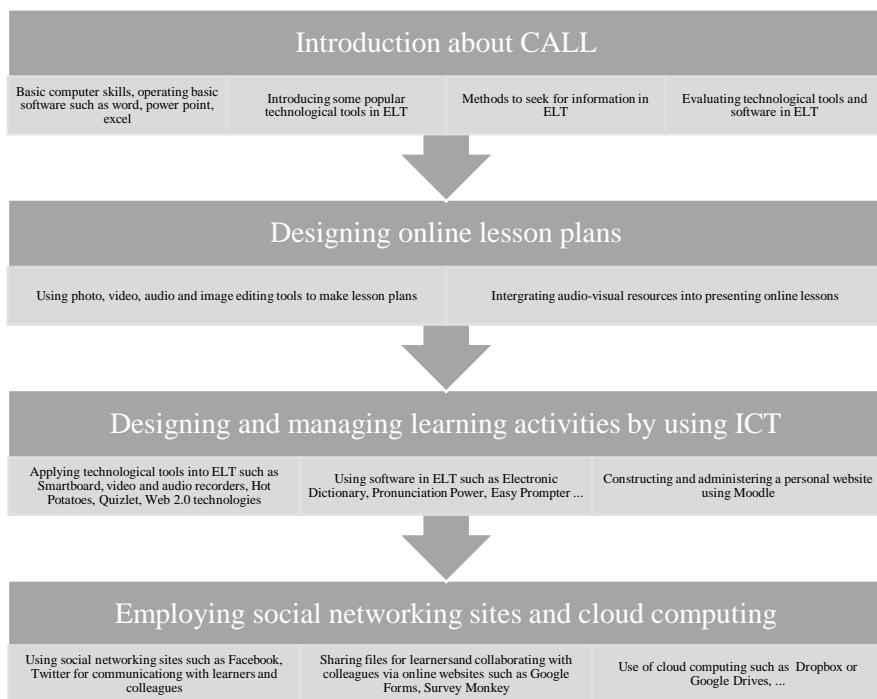 Introduction about CALL
Basic computer skills, operating basic
software such as word, power point,
excel
Introducing some popular
technological tools in ELT
Methods to seek for information in
ELT
Evaluating technological tools and
software in ELT
Designing online lesson plans
Using photo, video, audio and image editing tools to make lesson plans
Intergrating audio-visual resources into presenting online lessons
Designing and managing learning activities by using ICT
Applying technological tools into ELT such as
Smartboard, video and audio recorders, Hot
Potatoes, Quizlet, Web 2.0 technologies
Using software in ELT such as Electronic
Dictionary, Pronunciation Power, Easy Prompter ...
Constructing and administering a personal website
using Moodle
Employing social networking sites and cloud computing
Using social networking sites such as Facebook,
Twitter for communicationg with learners and
colleagues
Sharing files for learnersand collaborating with
colleagues via online websites such as Google
Forms, Survey Monkey
Use of cloud computing such as Dropbox or
Google Drives, ...